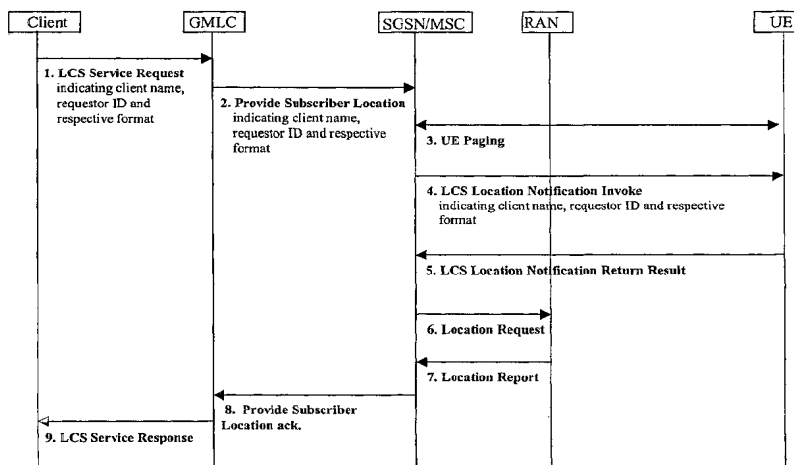 Client GMLC SGSN/MSC RAN UE
1. LCS Service Request
indicating client name,
requestor ID and
respective format
2. Provide Subscriber Location
indicating client name,
requestor ID and respective
format
3. UE Paging
4. LCS Location Notification Invoke
indicating client name, requestor ID and respective
format
5. LCS Location Notification Return Result
6. Location Request
7. Location Report
8. Provide Subscriber
Location ack.
9. LCS Service Response